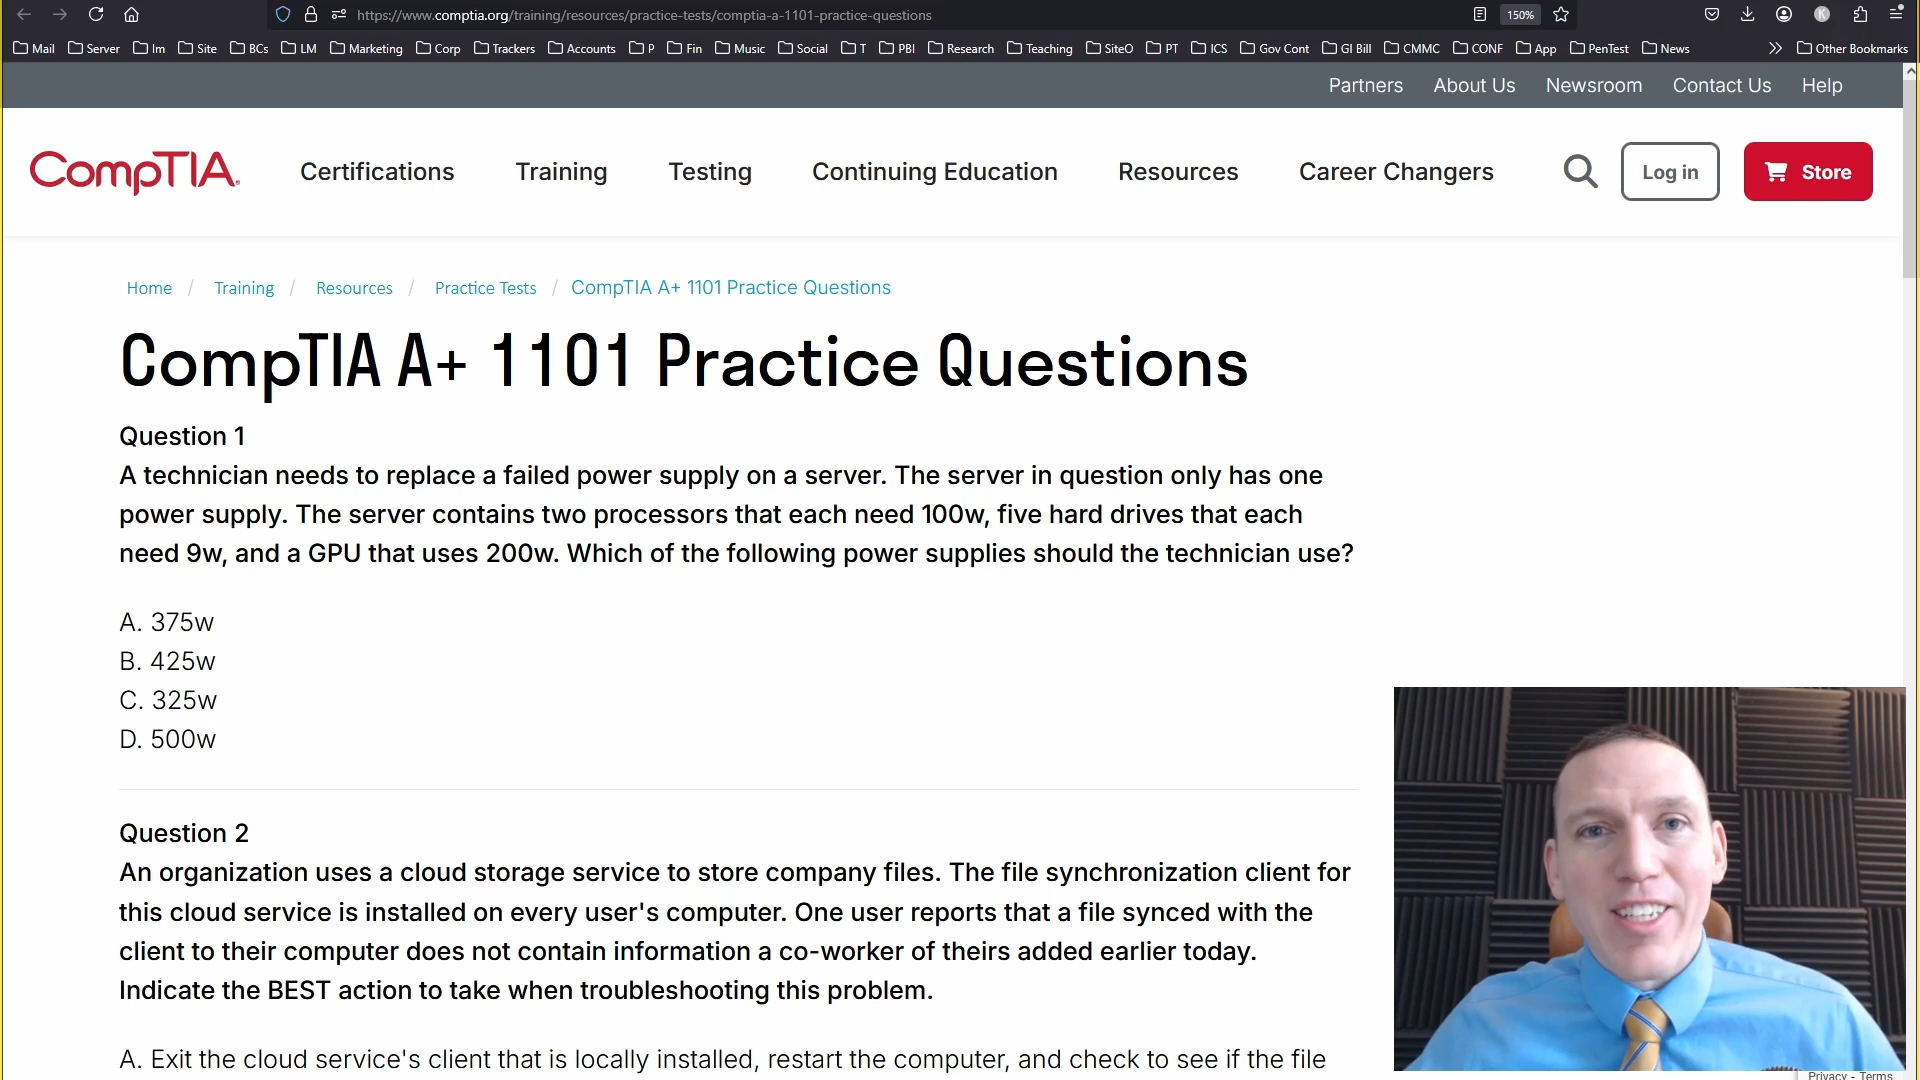 https://www.comptia.org/training/resources/practice-tests/comptia-a-1101-practice-questions
150%
K
Mail Server Im Site BCs LM Marketing Corp Trackers Accounts P Fin Music Social T PBI Research Teaching SiteO PT ICS Gov Cont GI Bill CMMC CONF App PenTest News Other Bookmarks
Partners About Us Newsroom Contact Us Help
CompTIA. Certifications Training Testing Continuing Education Resources Career Changers Log in Store
Home / Training / Resources / Practice Tests / CompTIA A+ 1101 Practice Questions
CompTIA A+ 1101 Practice Questions
Question 1
A technician needs to replace a failed power supply on a server. The server in question only has one
power supply. The server contains two processors that each need 100w, five hard drives that each
need 9w, and a GPU that uses 200w. Which of the following power supplies should the technician use?
A. 375w
B. 425w
C. 325w
D. 500w
Question 2
An organization uses a cloud storage service to store company files. The file synchronization client for
this cloud service is installed on every user's computer. One user reports that a file synced with the
client to their computer does not contain information a co-worker of theirs added earlier today.
Indicate the BEST action to take when troubleshooting this problem.
A. Exit the cloud service's client that is locally installed, restart the computer, and check to see if the file
Privacy - Terms